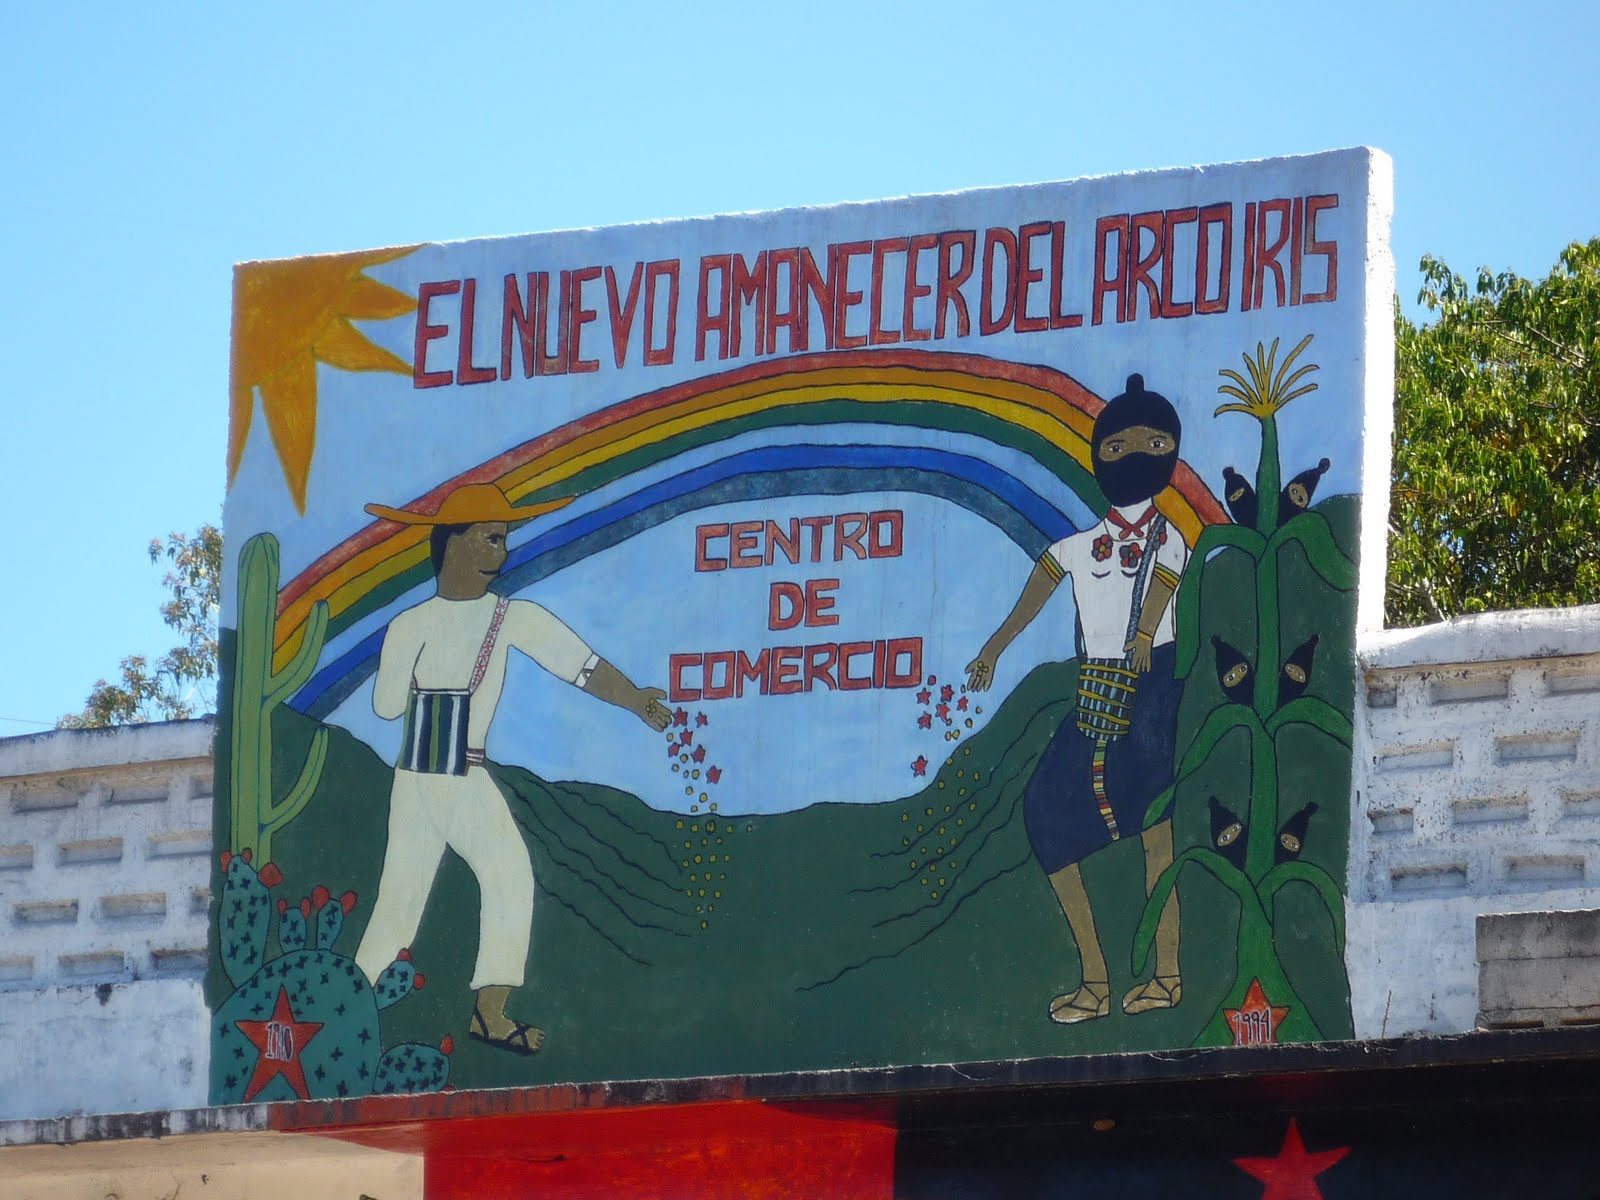 EL NUEVO AMANECER DEL ARCO IRIS
CENTRO
DE
COMERCIO.
1994